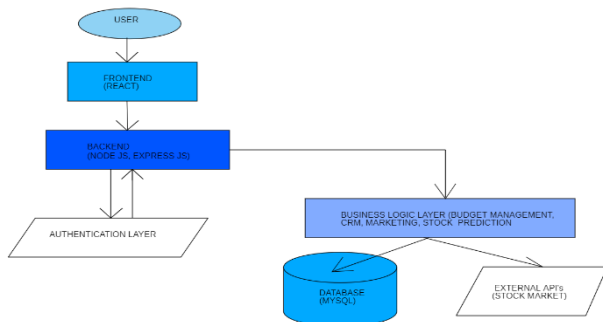 USER
FRONTEND
(REACT)
BACKEND
(NODE JS, EXPRESS JS)
AUTHENTICATION LAYER
BUSINESS LOGIC LAYER (BUDGET MANAGEMENT,
CRM, MARKETING, STOCK PREDICTION
DATABASE
(MYSQL)
EXTERNAL API's
(STOCK MARKET)